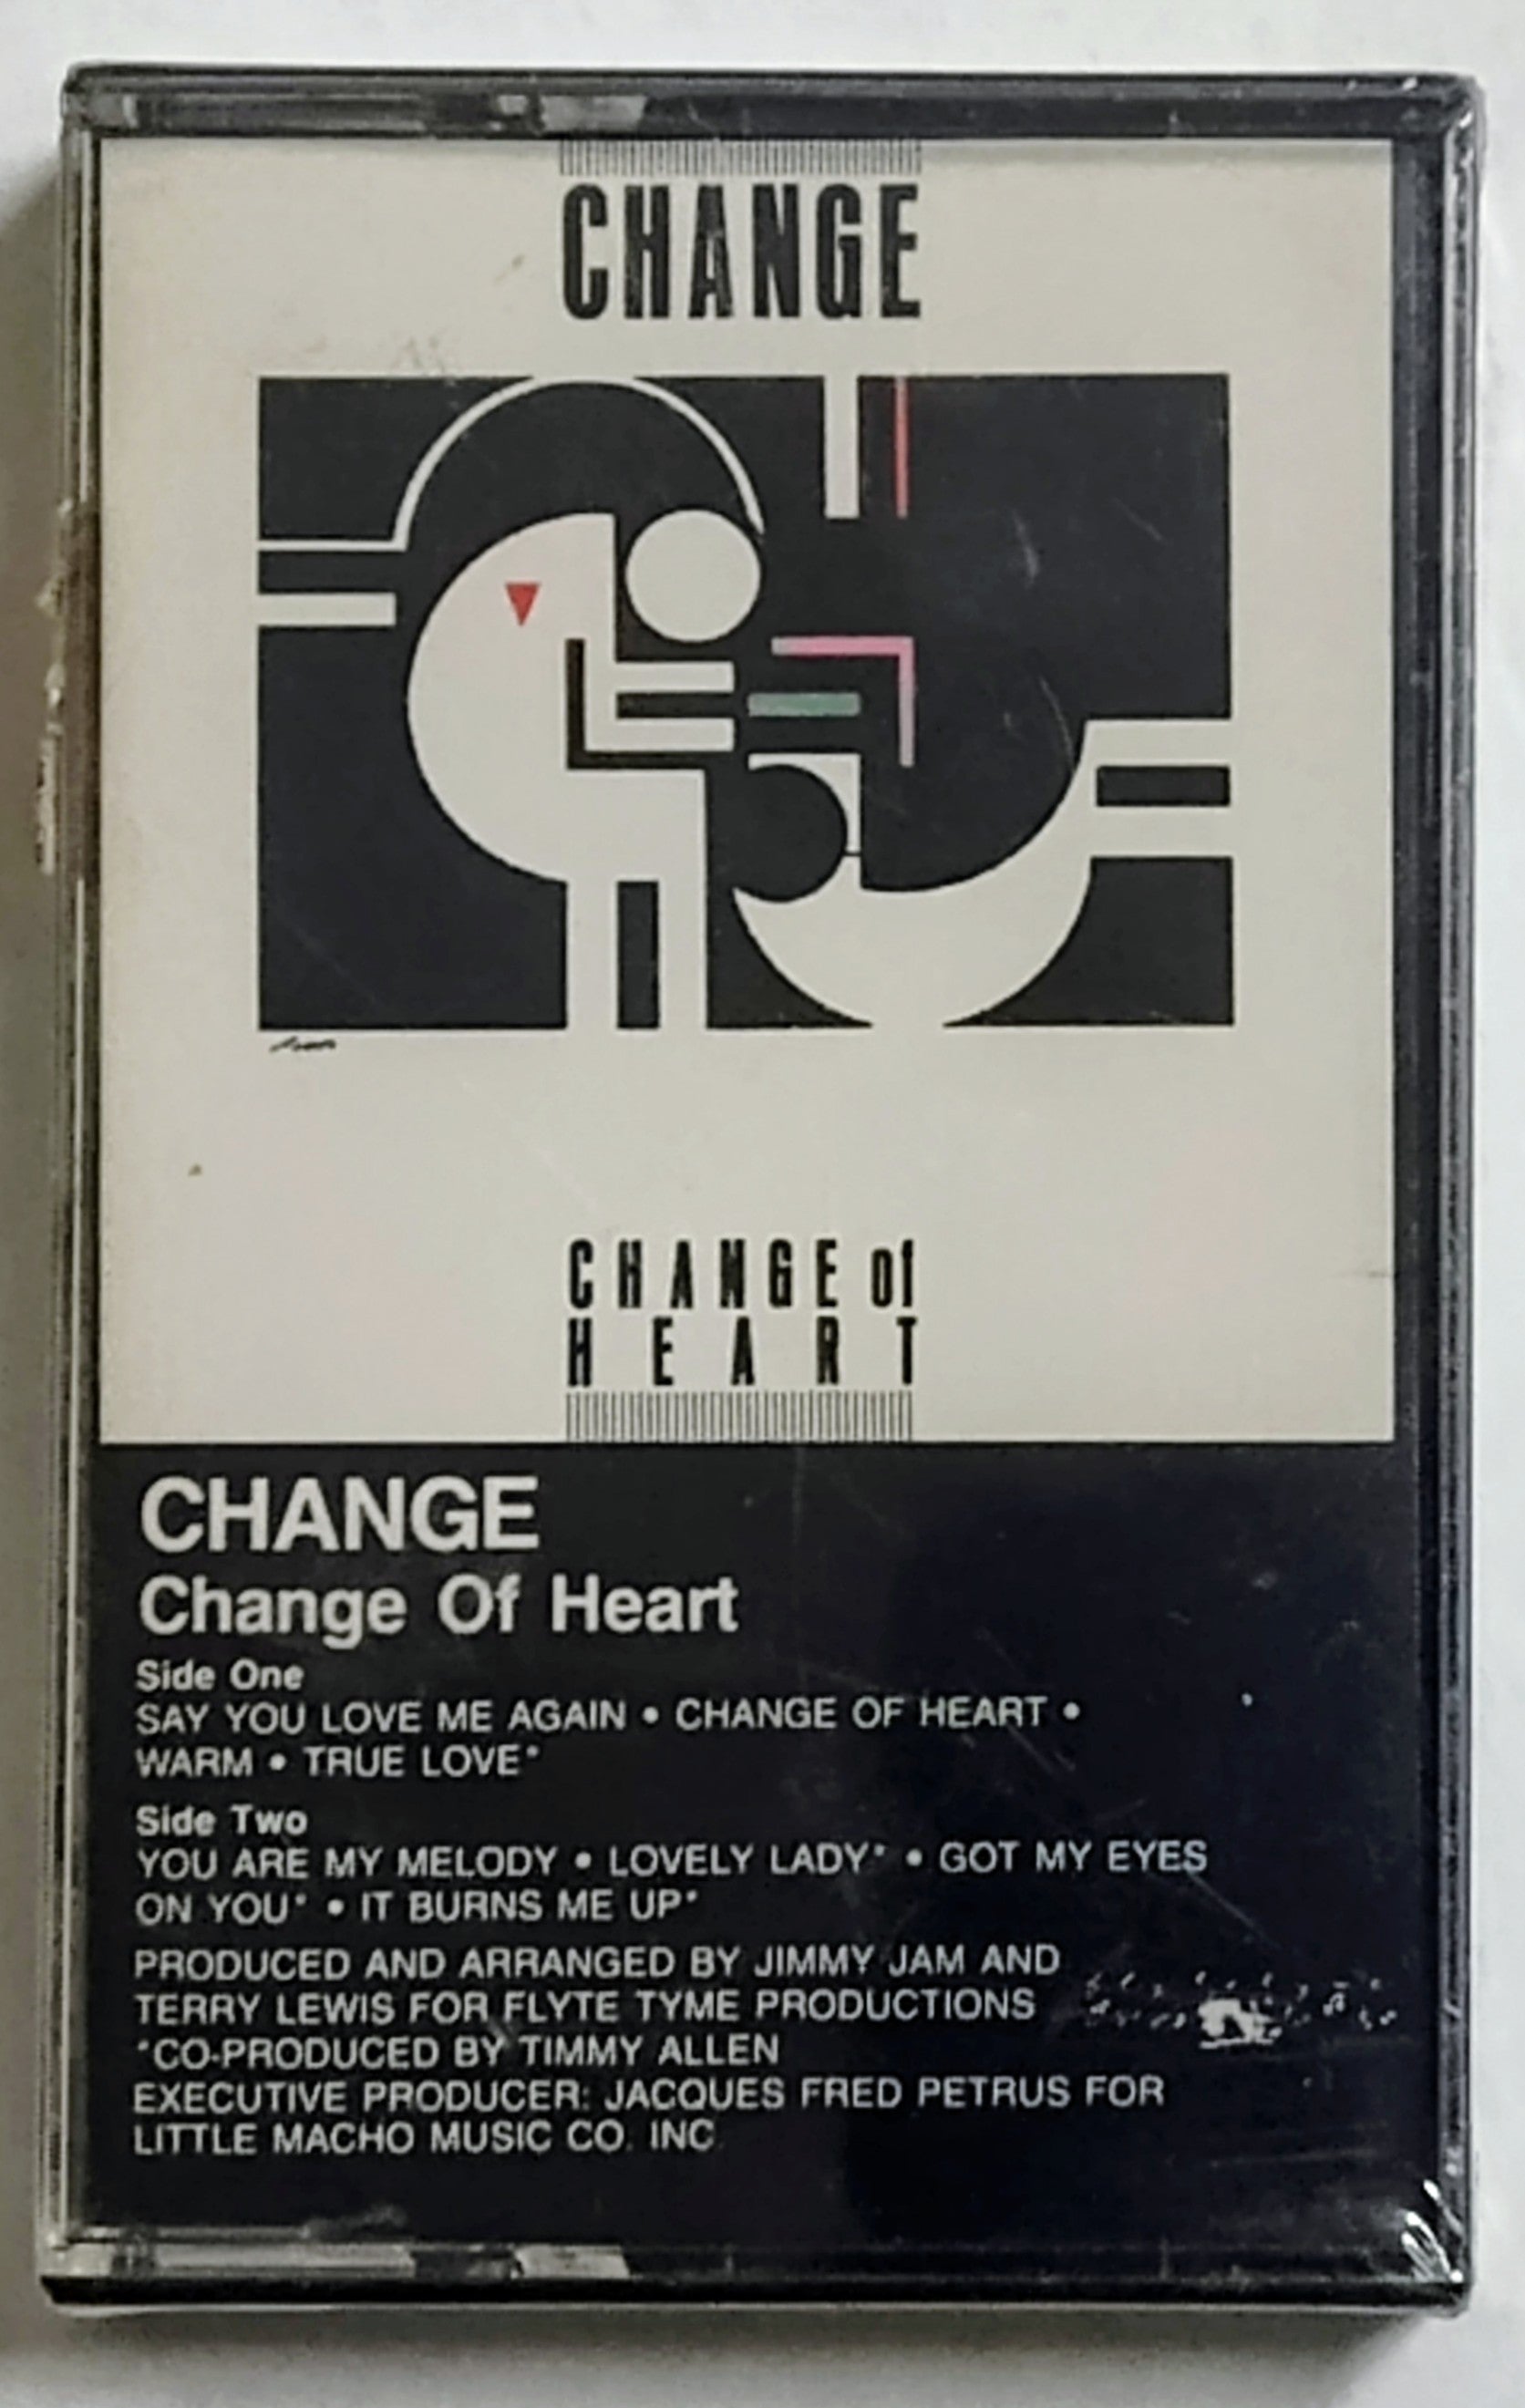 CHANGE
CHANGE of
HEART
CHANGE
Change Of Heart
Side One
SAY YOU LOVE ME AGAIN • CHANGE OF HEART •
WARM • TRUE LOVE*
Side Two
YOU ARE MY MELODY • LOVELY LADY* • GOT MY EYES
ON YOU* • IT BURNS ME UP*
PRODUCED AND ARRANGED BY JIMMY JAM AND
TERRY LEWIS FOR FLYTE TYME PRODUCTIONS
*CO-PRODUCED BY TIMMY ALLEN
EXECUTIVE PRODUCER: JACQUES FRED PETRUS FOR
LITTLE MACHO MUSIC CO. INC.